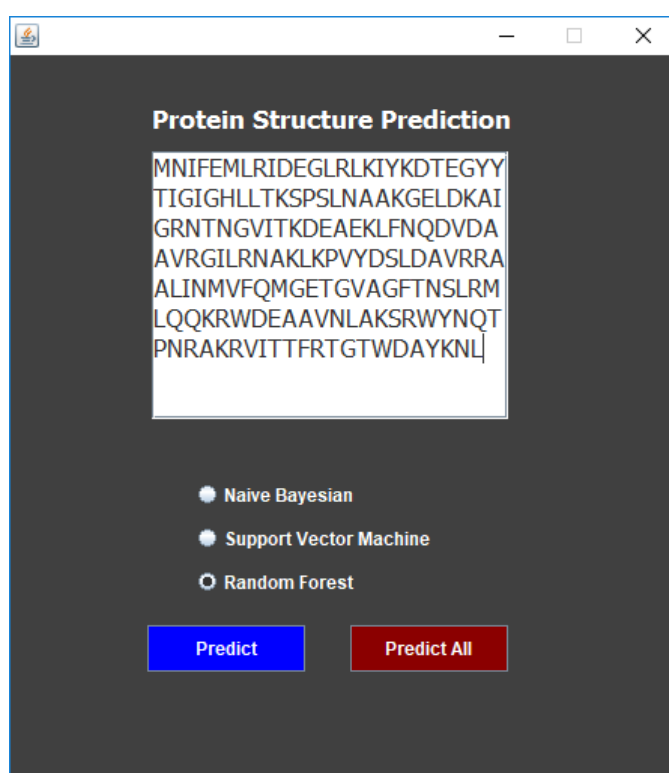 Protein Structure Prediction
MNIFEMLRIDEGLRLKIYKDTEGYY
TIGIGHLLTKSPSLNAAKGELDKAI
GRNTNGVITKDEAEKLFNQDVDA
AVRGILRNAKLKPVYDSLDAVRRA
ALINMVFQMGETGVAGFTNSLRM
LQQKRWDEAAVNLAKSRWYNQT
PNRAKRVITTFRTGTWDAYKNL
Naive Bayesian
Support Vector Machine
Random Forest
Predict
Predict All